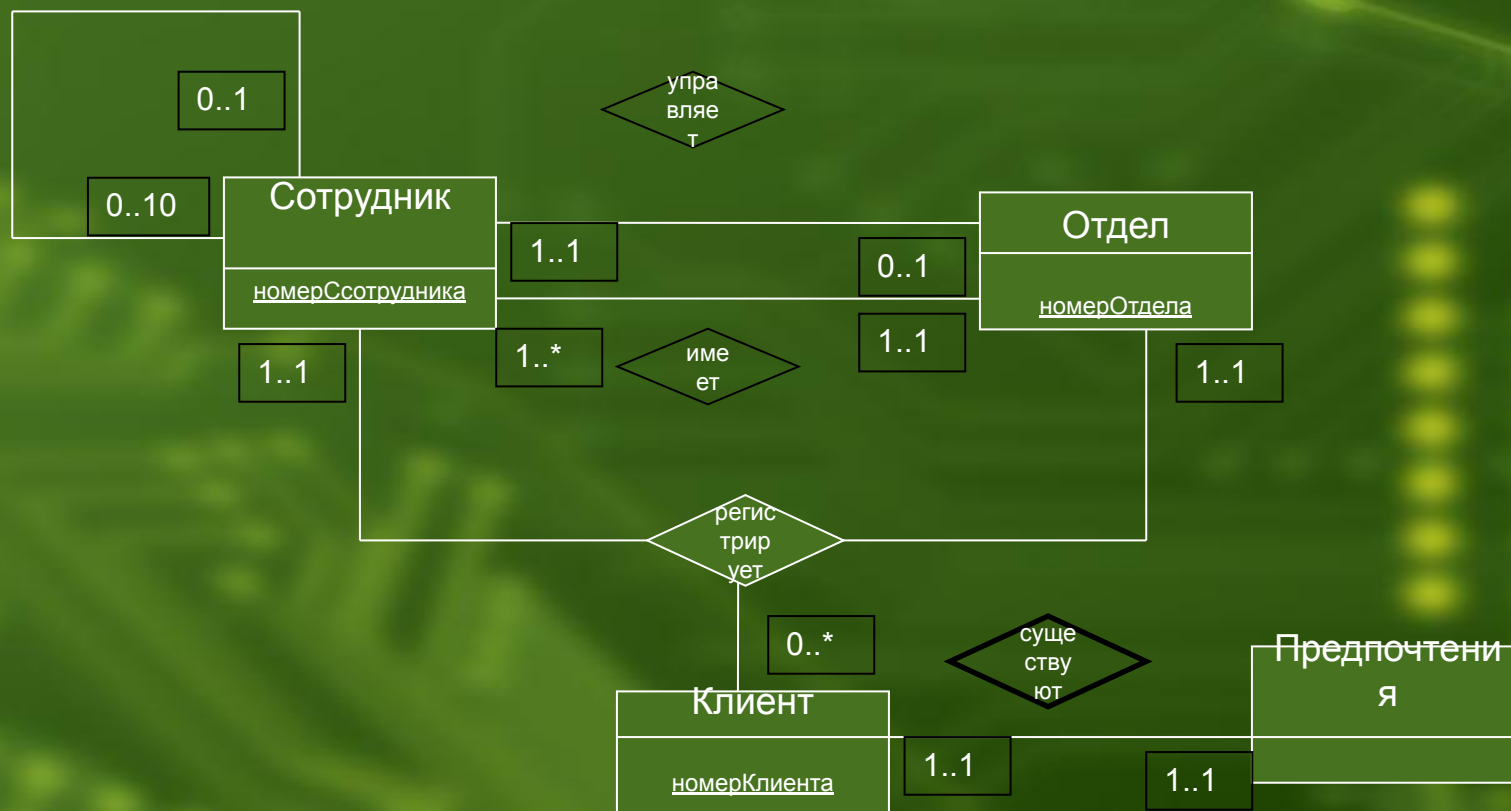 упра
вляе
т
0..1
0..10
Сотрудник
Отдел
1..1
0..1
номерСсотрудника
номерОтдела
1..1
1..*
име
ет
1..1
1..1
регис
трир
ует
0..*
суще
ству
ют
Предпочтени
я
Клиент
номерКлиента
1..1
1..1